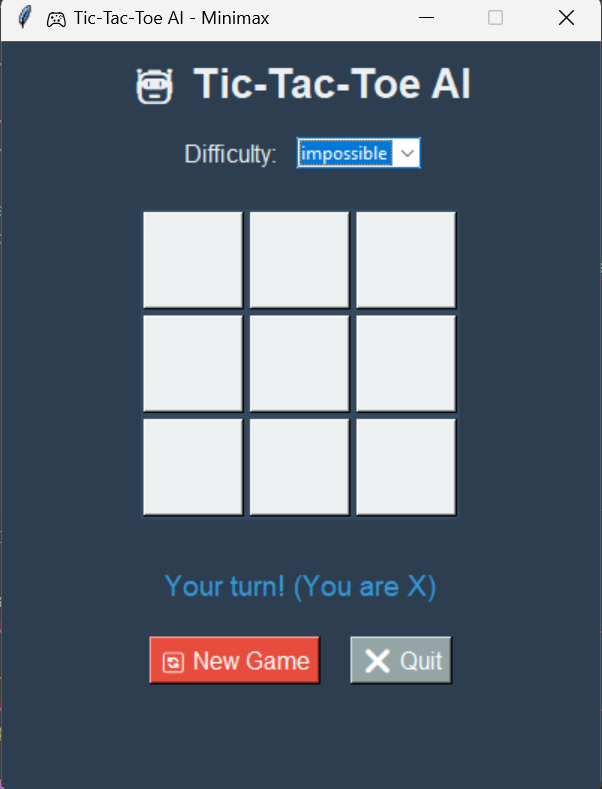 Tic-Tac-Toe AI - Minimax
Tic-Tac-Toe AI
Difficulty: impossible
Your turn! (You are X)
New Game Quit